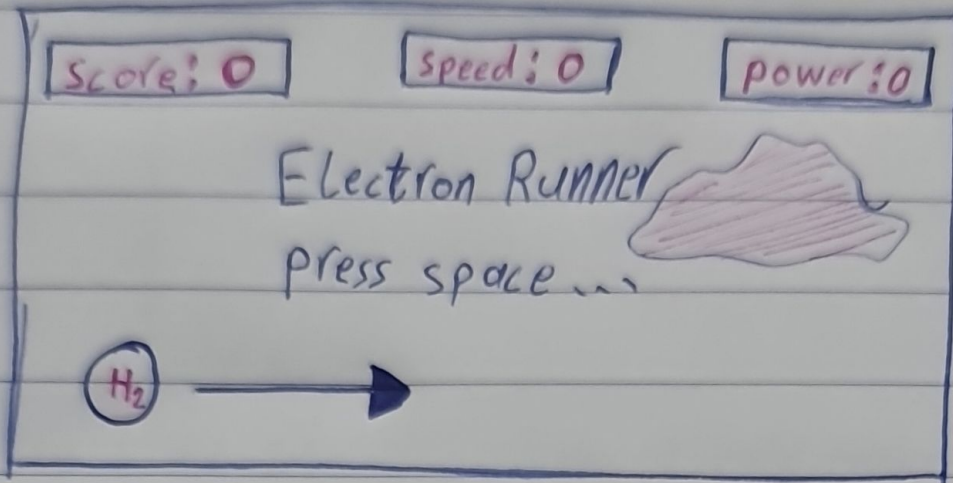 score: 0 speed: 0 power: 0
Electron Runner
press space...
H₂